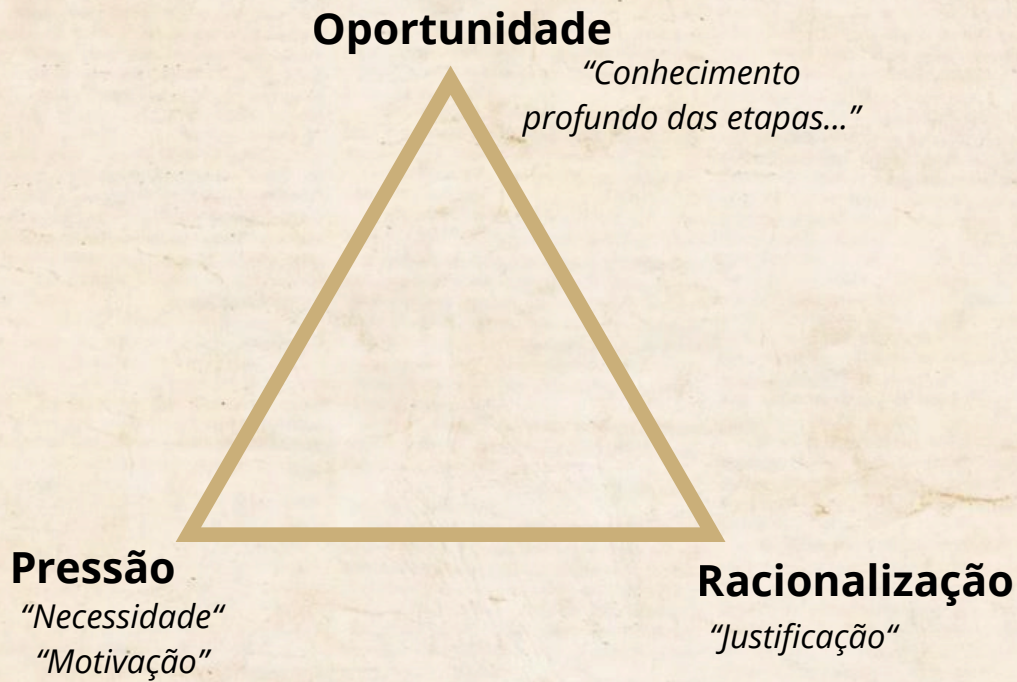 Oportunidade
“Conhecimento
profundo das etapas...”
Pressão
“Necessidade“
“Motivação”
Racionalização
“Justificação“